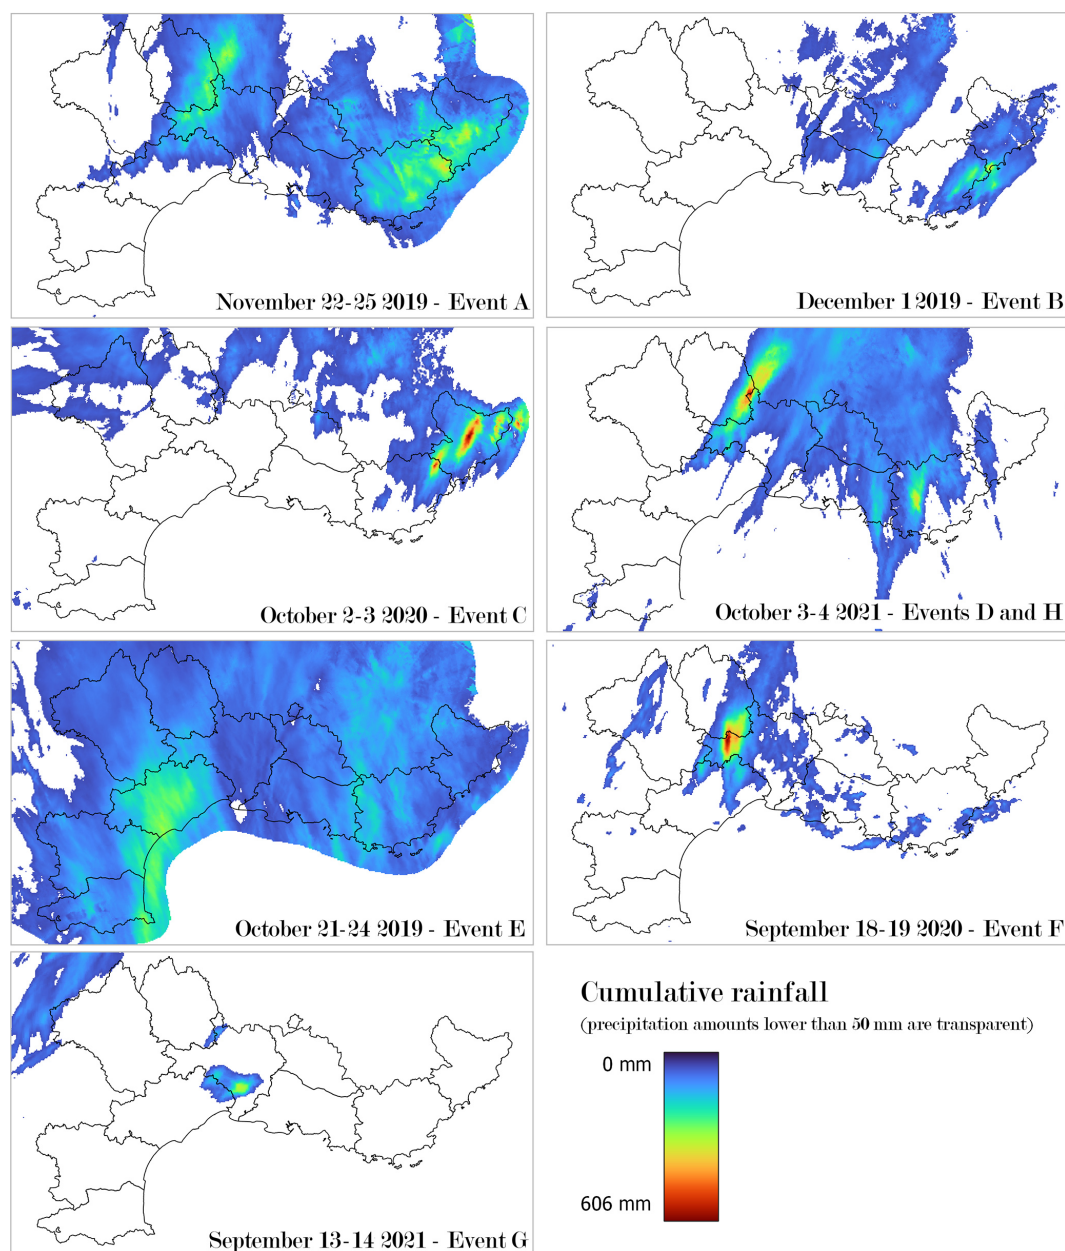 November 22-25 2019 - Event A
December 1 2019 - Event B
October 2-3 2020 - Event C
October 3-4 2021 - Events D and H
October 21-24 2019 - Event E
September 18-19 2020 - Event F
September 13-14 2021 - Event G
Cumulative rainfall
(precipitation amounts lower than 50 mm are transparent)
0 mm
606 mm